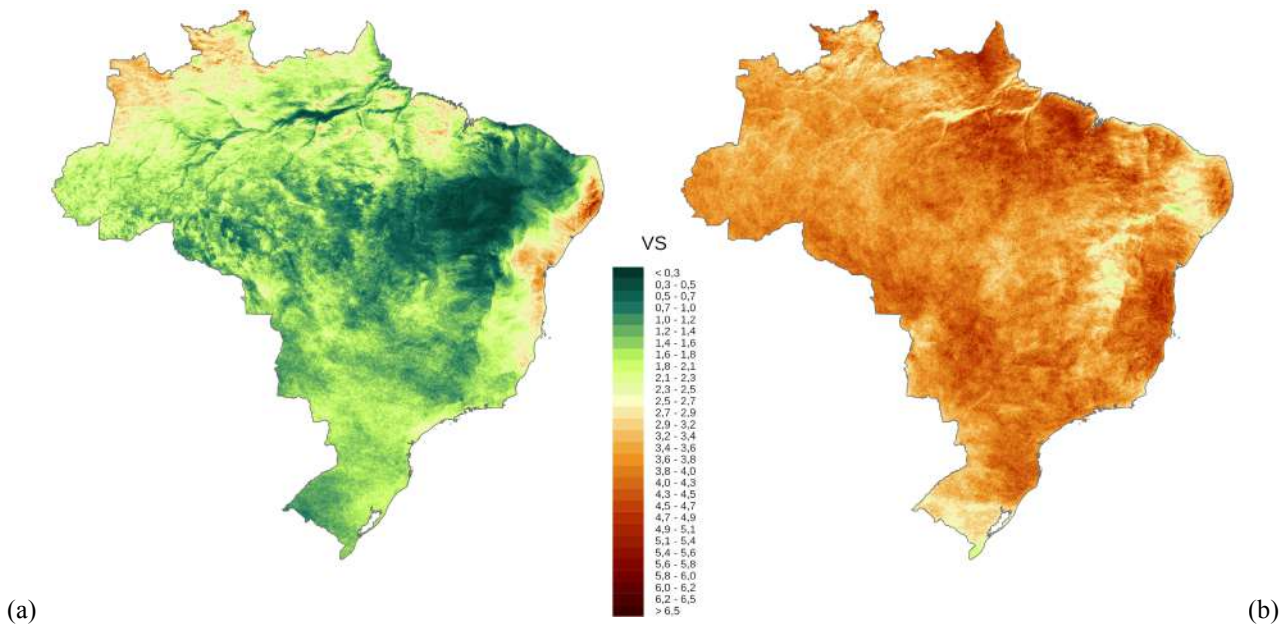 VS
< 0,3
0,3 - 0,5
0,5 - 0,7
0,7 - 1,0
1,0 - 1,2
1,2 - 1,4
1,4 - 1,6
1,6 - 1,8
1,8 - 2,1
2,1 - 2,3
2,3 - 2,5
2,5 - 2,7
2,7 - 2,9
2,9 - 3,2
3,2 - 3,4
3,4 - 3,6
3,6 - 3,8
3,8 - 4,0
4,0 - 4,3
4,3 - 4,5
4,5 - 4,7
4,7 - 4,9
4,9 - 5,1
5,1 - 5,4
5,4 - 5,6
5,6 - 5,8
5,8 - 6,0
6,0 - 6,2
6,2 - 6,5
> 6,5
(a)
(b)